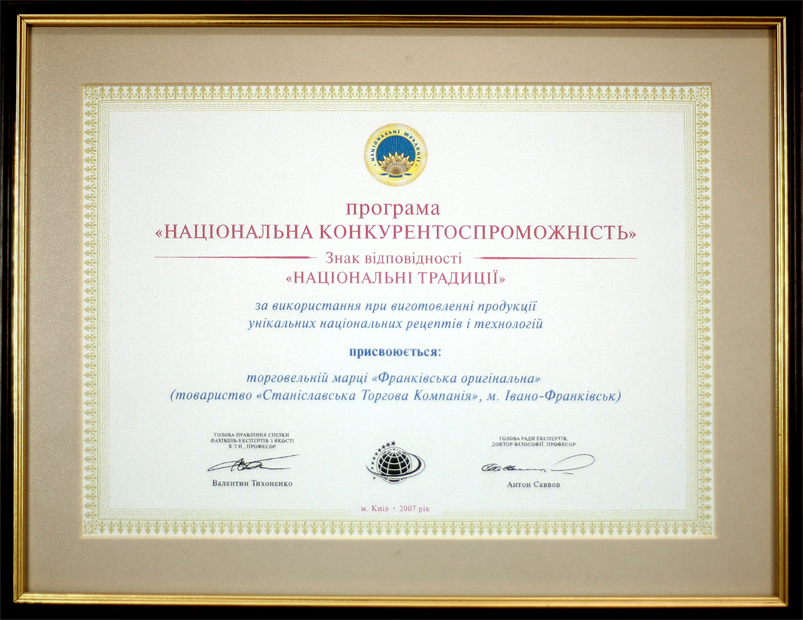 НАЦІОНАЛЬНІ ТРАДИЦІЇ
програма
«НАЦІОНАЛЬНА КОНКУРЕНТОСПРОМОЖНІСТЬ»
Знак відповідності
«НАЦІОНАЛЬНІ ТРАДИЦІЇ»
за використання при виготовленні продукції
унікальних національних рецептів і технологій
присвоюється:
торговельній марці «Франківська оригінальна»
(товариство «Станіславська Торгова Компанія», м. Івано-Франківськ)
ГОЛОВА ПРАВЛІННЯ СПІЛКИ
ФАХІВЦІВ-ЕКСПЕРТІВ З ЯКОСТІ
К.Т.Н., ПРОФЕСОР
Валентин Тихоненко
ГОЛОВА РАДИ ЕКСПЕРТІВ,
ДОКТОР ФІЛОСОФІЇ, ПРОФЕСОР
Антон Саввов
м. Київ • 2007 рік